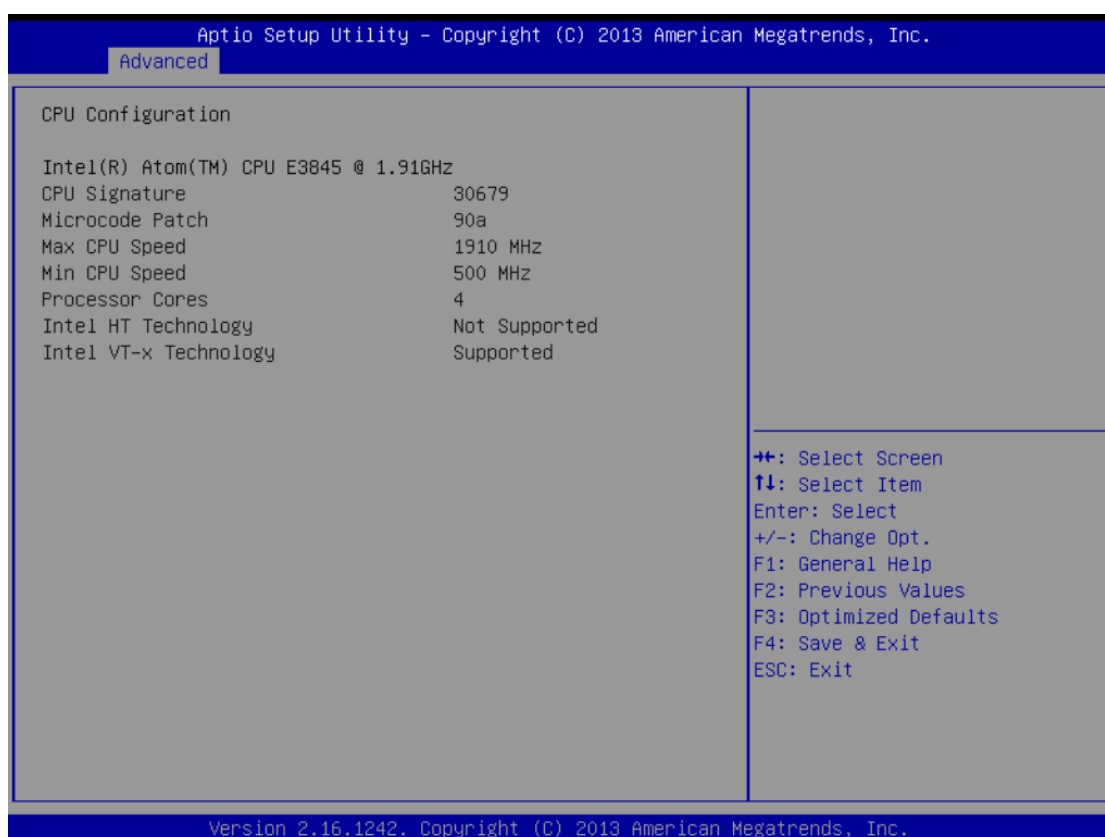 Aptio Setup Utility – Copyright (C) 2013 American Megatrends, Inc.
Advanced
CPU Configuration
Intel(R) Atom(TM) CPU E3845 @ 1.91GHz
CPU Signature 30679
Microcode Patch 90a
Max CPU Speed 1910 MHz
Min CPU Speed 500 MHz
Processor Cores 4
Intel HT Technology Not Supported
Intel VT-x Technology Supported
→←: Select Screen
↑↓: Select Item
Enter: Select
+/-: Change Opt.
F1: General Help
F2: Previous Values
F3: Optimized Defaults
F4: Save & Exit
ESC: Exit
Version 2.16.1242. Copyright (C) 2013 American Megatrends, Inc.